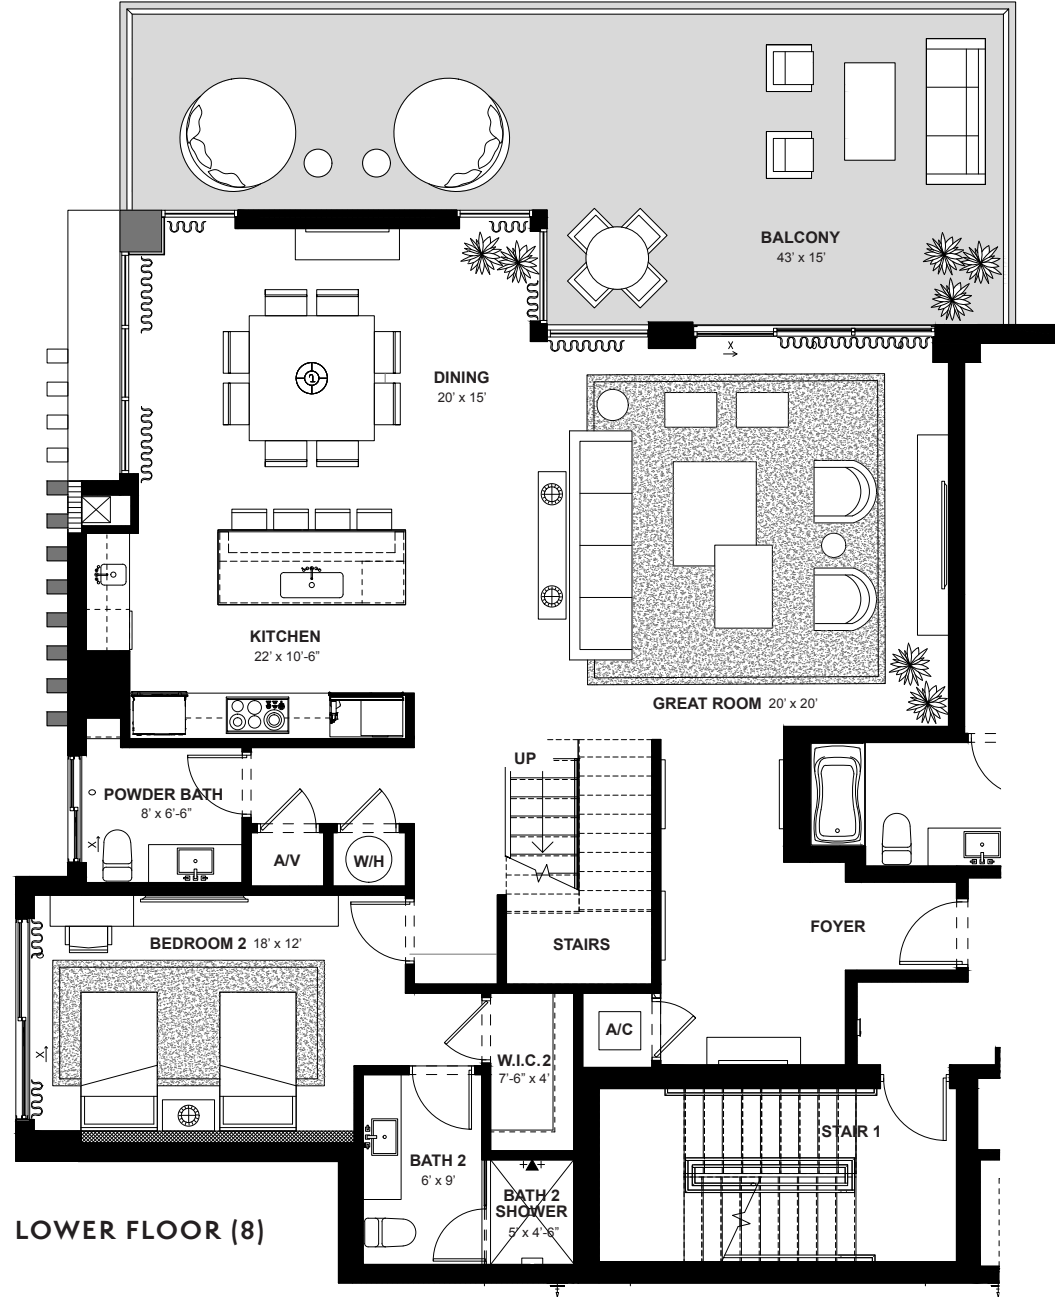 BALCONY
43' x 15'
DINING
20' x 15'
KITCHEN
22' x 10'-6"
GREAT ROOM 20' x 20'
UP
POWDER BATH
8' x 6'-6"
A/V
W/H
FOYER
BEDROOM 2 18' x 12'
STAIRS
A/C
W.I.C.2
7'-6" x 4'
STAIR 1
BATH 2
6' x 9'
BATH 2
SHOWER
5' x 4'-6"
LOWER FLOOR (8)
X
X
X